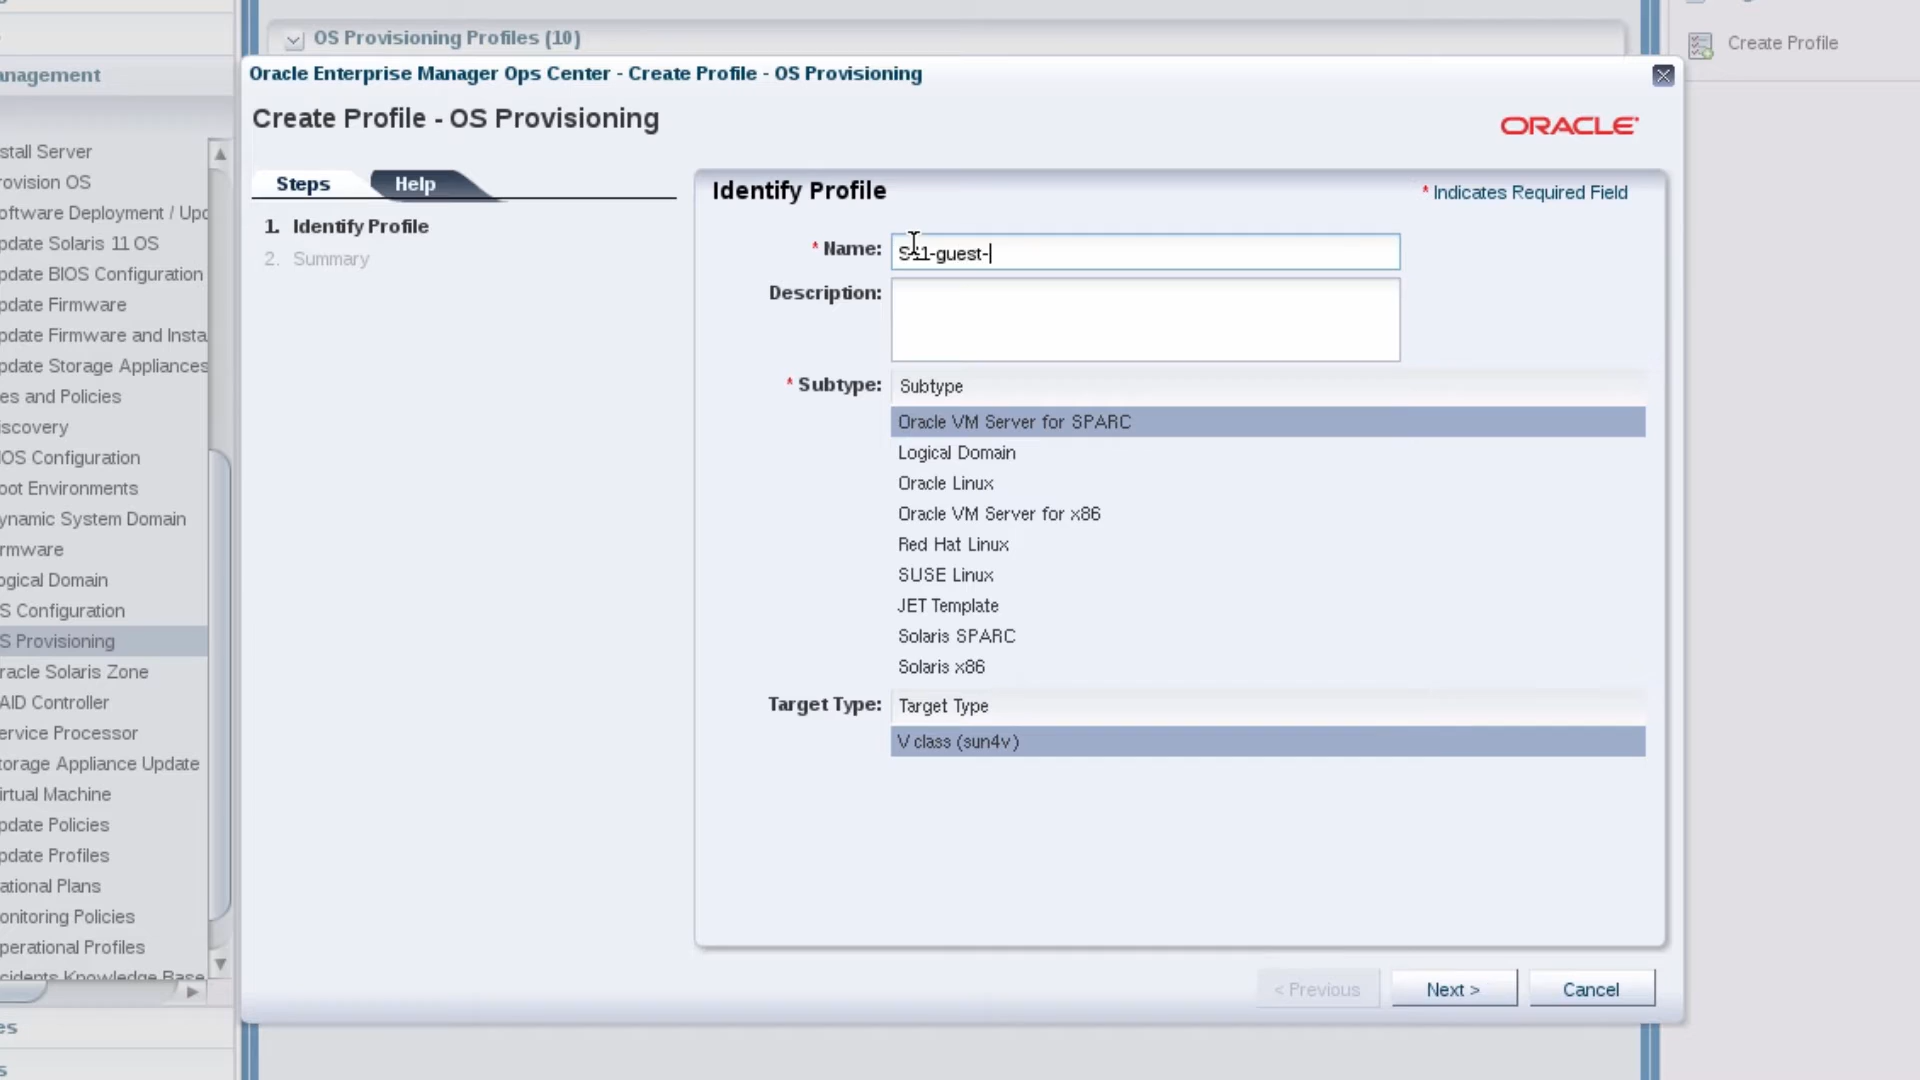 OS Provisioning Profiles (10)
Create Profile
Oracle Enterprise Manager Ops Center - Create Profile - OS Provisioning
Create Profile - OS Provisioning
ORACLE
Steps
Help
1. Identify Profile
2. Summary
Identify Profile
* Indicates Required Field
* Name:
S11-guest-
Description:
* Subtype:
Subtype
Oracle VM Server for SPARC
Logical Domain
Oracle Linux
Oracle VM Server for x86
Red Hat Linux
SUSE Linux
JET Template
Solaris SPARC
Solaris x86
Target Type:
Target Type
V class (sun4v)
< Previous
Next >
Cancel
anagement
stall Server
rovision OS
oftware Deployment / Upd
pdate Solaris 11 OS
pdate BIOS Configuration
pdate Firmware
pdate Firmware and Insta
pdate Storage Appliances
es and Policies
iscovery
IOS Configuration
oot Environments
ynamic System Domain
rmware
ogical Domain
S Configuration
S Provisioning
racle Solaris Zone
AID Controller
ervice Processor
torage Appliance Update
irtual Machine
pdate Policies
pdate Profiles
ational Plans
onitoring Policies
perational Profiles
cidents Knowledge Base
es
s